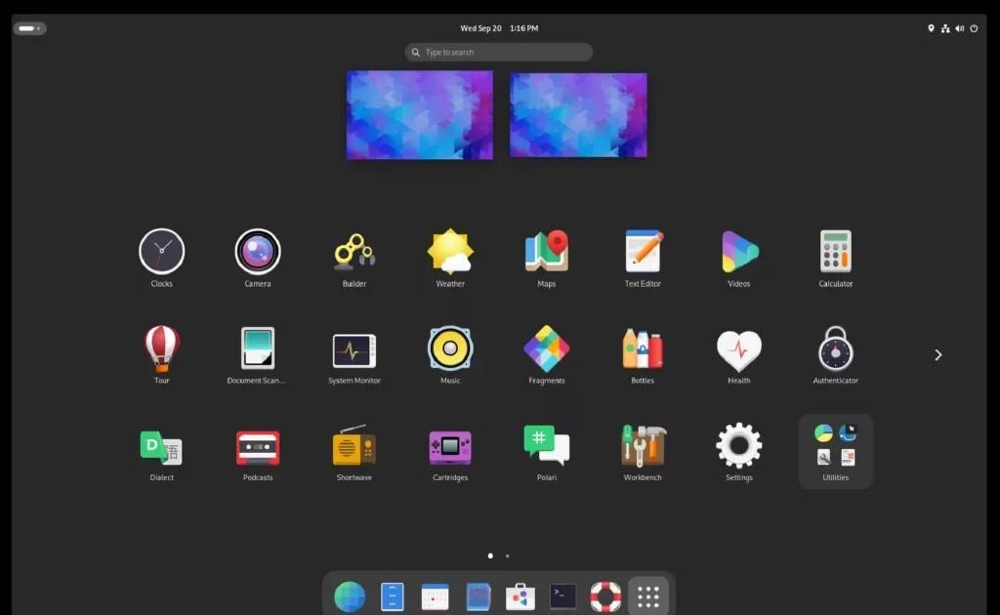 Wed Sep 20 1:16 PM
Type to search
Clocks
Camera
Builder
Weather
Maps
Text Editor
Videos
Calculator
Tour
Document Scan...
System Monitor
Music
Fragments
Bottles
Health
Authenticator
D
語
Dialect
Podcasts
Shortwave
Cartridges
#
Polari
Workbench
Settings
Utilities
>_